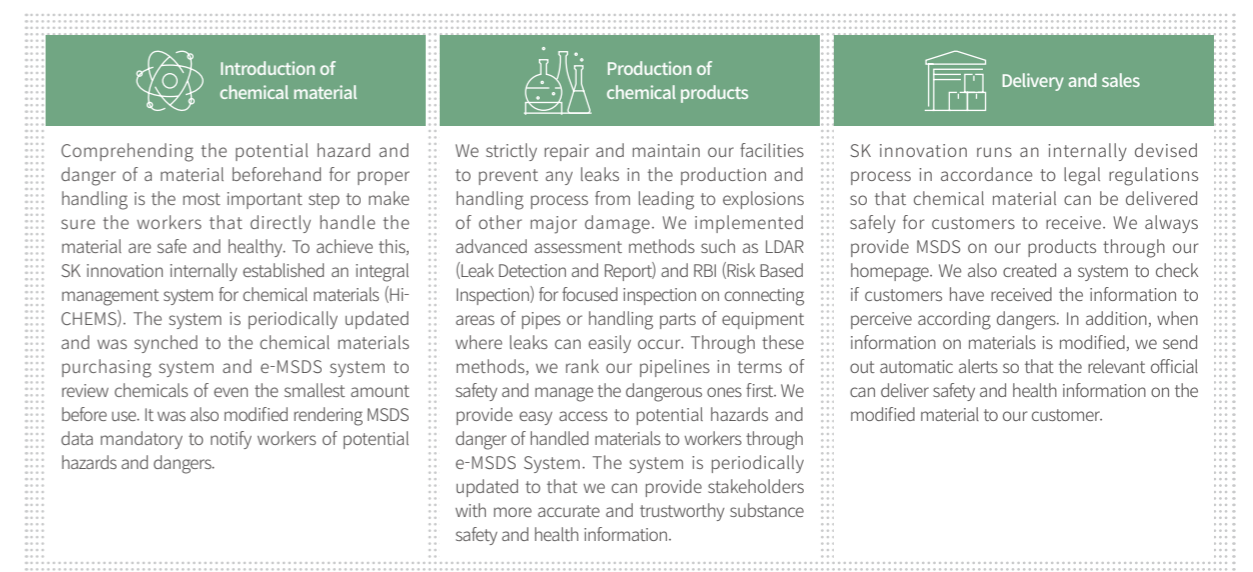 Introduction of
chemical material
Comprehending the potential hazard and
danger of a material beforehand for proper
handling is the most important step to make
sure the workers that directly handle the
material are safe and healthy. To achieve this,
SK innovation internally established an integral
management system for chemical materials (Hi-
CHEMS). The system is periodically updated
and was synched to the chemical materials
purchasing system and e-MSDS system to
review chemicals of even the smallest amount
before use. It was also modified rendering MSDS
data mandatory to notify workers of potential
hazards and dangers.
Production of
chemical products
We strictly repair and maintain our facilities
to prevent any leaks in the production and
handling process from leading to explosions
of other major damage. We implemented
advanced assessment methods such as LDAR
(Leak Detection and Report) and RBI (Risk Based
Inspection) for focused inspection on connecting
areas of pipes or handling parts of equipment
where leaks can easily occur. Through these
methods, we rank our pipelines in terms of
safety and manage the dangerous ones first. We
provide easy access to potential hazards and
danger of handled materials to workers through
e-MSDS System. The system is periodically
updated to that we can provide stakeholders
with more accurate and trustworthy substance
safety and health information.
Delivery and sales
SK innovation runs an internally devised
process in accordance to legal regulations
so that chemical material can be delivered
safely for customers to receive. We always
provide MSDS on our products through our
homepage. We also created a system to check
if customers have received the information to
perceive according dangers. In addition, when
information on materials is modified, we send
out automatic alerts so that the relevant official
can deliver safety and health information on the
modified material to our customer.